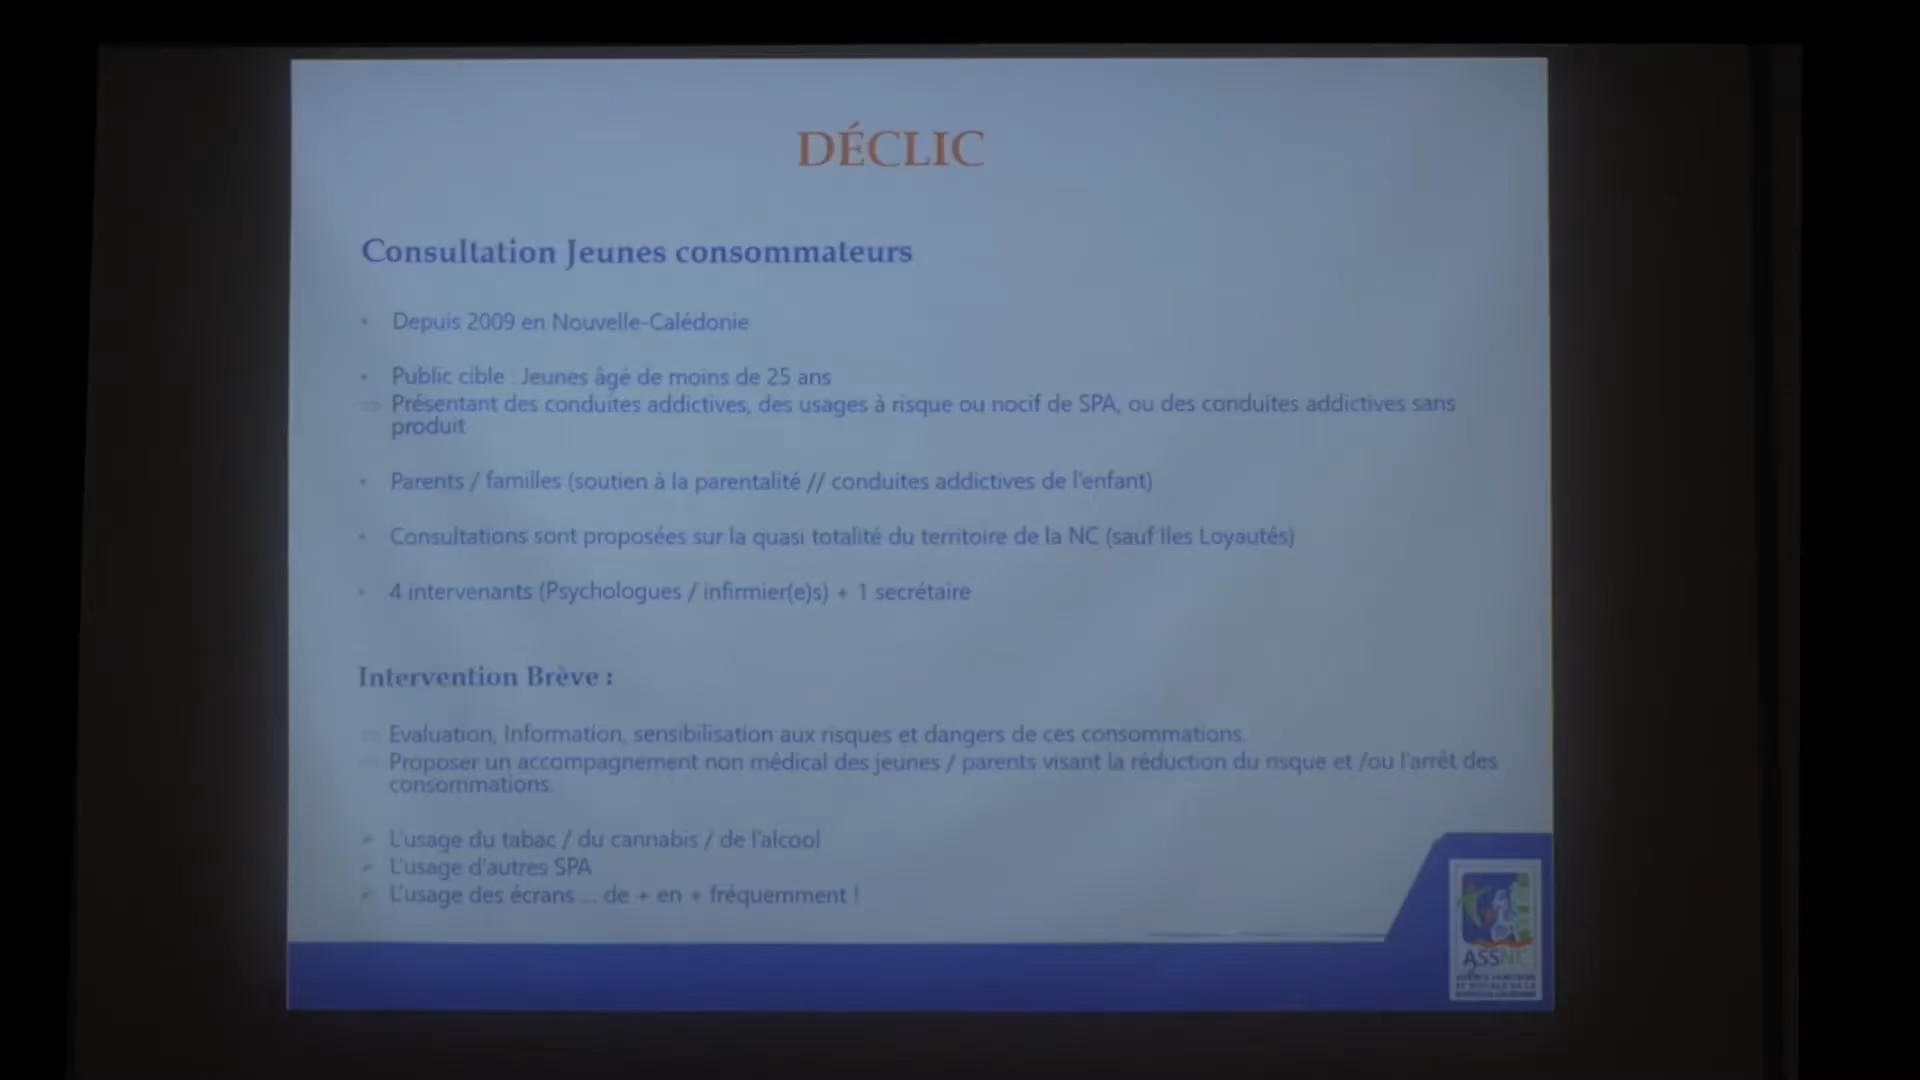 DÉCLIC
Consultation Jeunes consommateurs
• Depuis 2009 en Nouvelle-Calédonie
• Public cible : Jeunes âgé de moins de 25 ans
⇨ Présentant des conduites addictives, des usages à risque ou nocif de SPA, ou des conduites addictives sans
produit
• Parents / familles (soutien à la parentalité // conduites addictives de l'enfant)
• Consultations sont proposées sur la quasi totalité du territoire de la NC (sauf Iles Loyautés)
• 4 intervenants (Psychologues / infirmier(e)s) + 1 secrétaire
Intervention Brève :
⇨ Evaluation, Information, sensibilisation aux risques et dangers de ces consommations.
⇨ Proposer un accompagnement non médical des jeunes / parents visant la réduction du risque et /ou l'arrêt des
consommations.
➢ L'usage du tabac / du cannabis / de l'alcool
➢ L'usage d'autres SPA
➢ L'usage des écrans ... de + en + fréquemment !
ASSNC